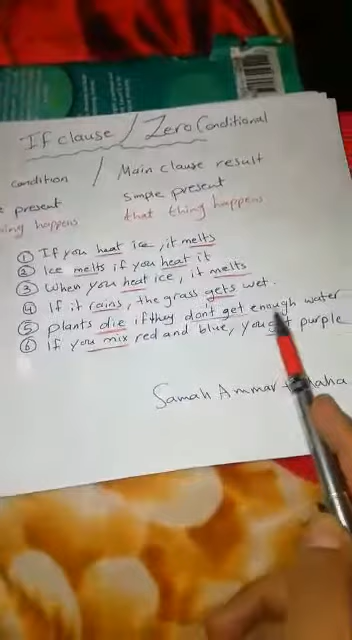 If clause / Zero Conditional
condition / Main clause result
present simple present
happens that thing happens
① If you heat ice, it melts
② Ice melts if you heat it
③ When you heat ice, it melts
④ If it rains, the grass gets wet.
⑤ plants die if they don't get enough water
⑥ If you mix red and blue, you get purple
Samah Ammar + Maha